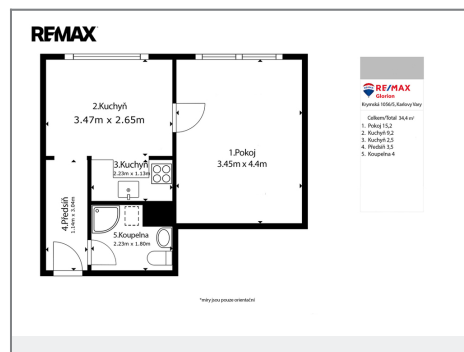 RE/MAX
2.Kuchyň
3.47m x 2.65m
1.Pokoj
3.45m x 4.4m
3.Kuchyň
2.23m x 1.13m
4.Předsíň
1.14m x 3.04m
5.Koupelna
2.23m x 1.80m
*míry jsou pouze orientační
RE/MAX
Glorion
Krymská 1056/5, Karlovy Vary
Celkem/Total 34,4 m²
1. Pokoj 15,2
2. Kuchyň 9,2
3. Kuchyň 2,5
4. Předsíň 3,5
5. Koupelna 4